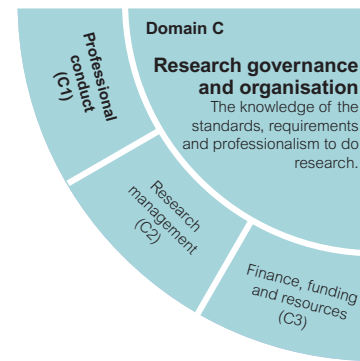 Domain C
Research governance
and organisation
The knowledge of the
standards, requirements
and professionalism to do
research.
Professional
conduct
(C1)
Research
management
(C2)
Finance, funding
and resources
(C3)